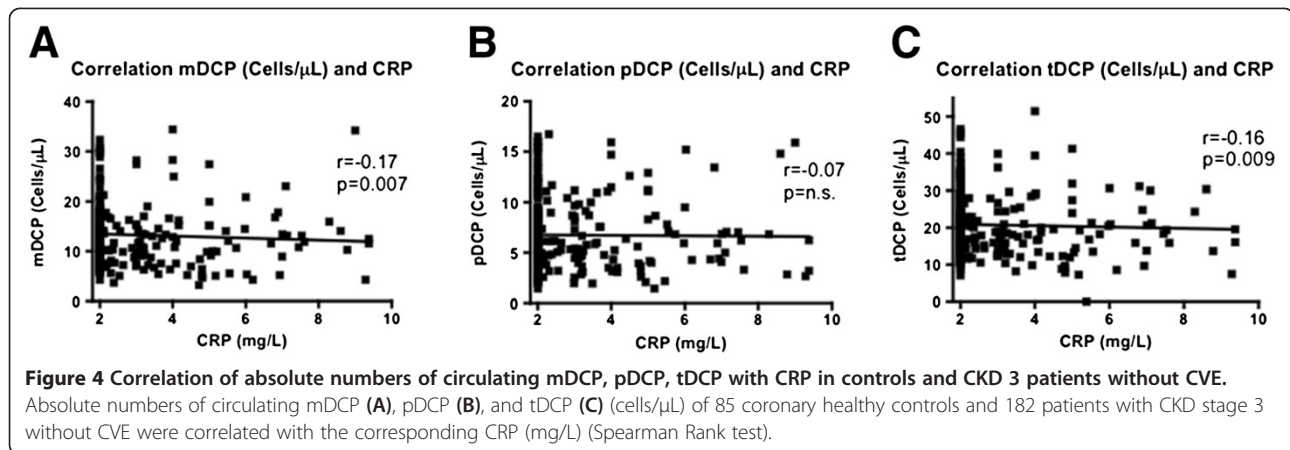 A
Correlation mDCP (Cells/μL) and CRP
mDCP (Cells/μL)
40
30
20
10
0
r=-0.17
p=0.007
2 4 6 8 10
CRP (mg/L)
B
Correlation pDCP (Cells/μL) and CRP
pDCP (Cells/μL)
20
15
10
5
0
r=-0.07
p=n.s.
2 4 6 8 10
CRP (mg/L)
C
Correlation tDCP (Cells/μL) and CRP
tDCP (Cells/μL)
50
40
30
20
10
0
r=-0.16
p=0.009
2 4 6 8 10
CRP (mg/L)
Figure 4 Correlation of absolute numbers of circulating mDCP, pDCP, tDCP with CRP in controls and CKD 3 patients without CVE.
Absolute numbers of circulating mDCP (A), pDCP (B), and tDCP (C) (cells/μL) of 85 coronary healthy controls and 182 patients with CKD stage 3
without CVE were correlated with the corresponding CRP (mg/L) (Spearman Rank test).